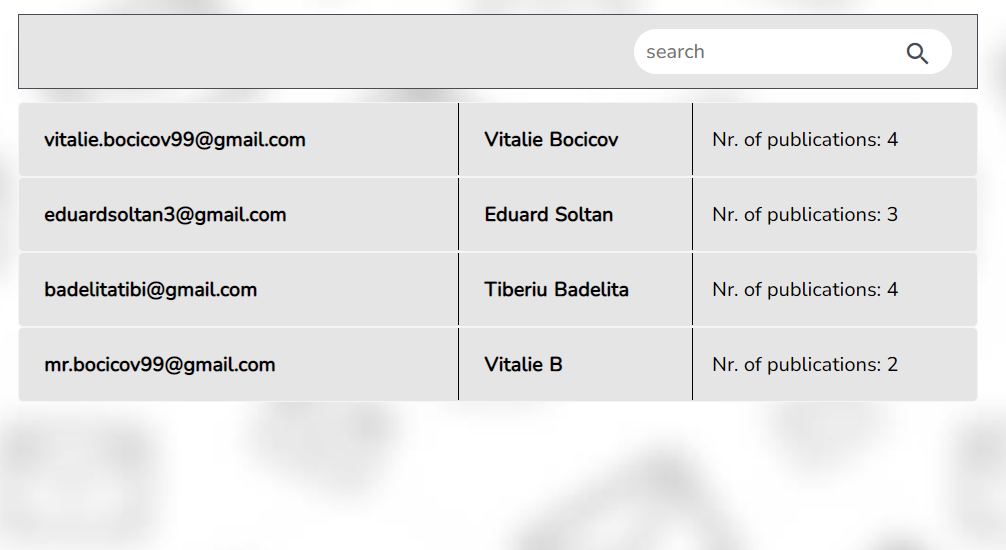 search
vitalie.bocicov99@gmail.com Vitalie Bocicov Nr. of publications: 4
eduardsoltan3@gmail.com Eduard Soltan Nr. of publications: 3
badelitatibi@gmail.com Tiberiu Badelita Nr. of publications: 4
mr.bocicov99@gmail.com Vitalie B Nr. of publications: 2